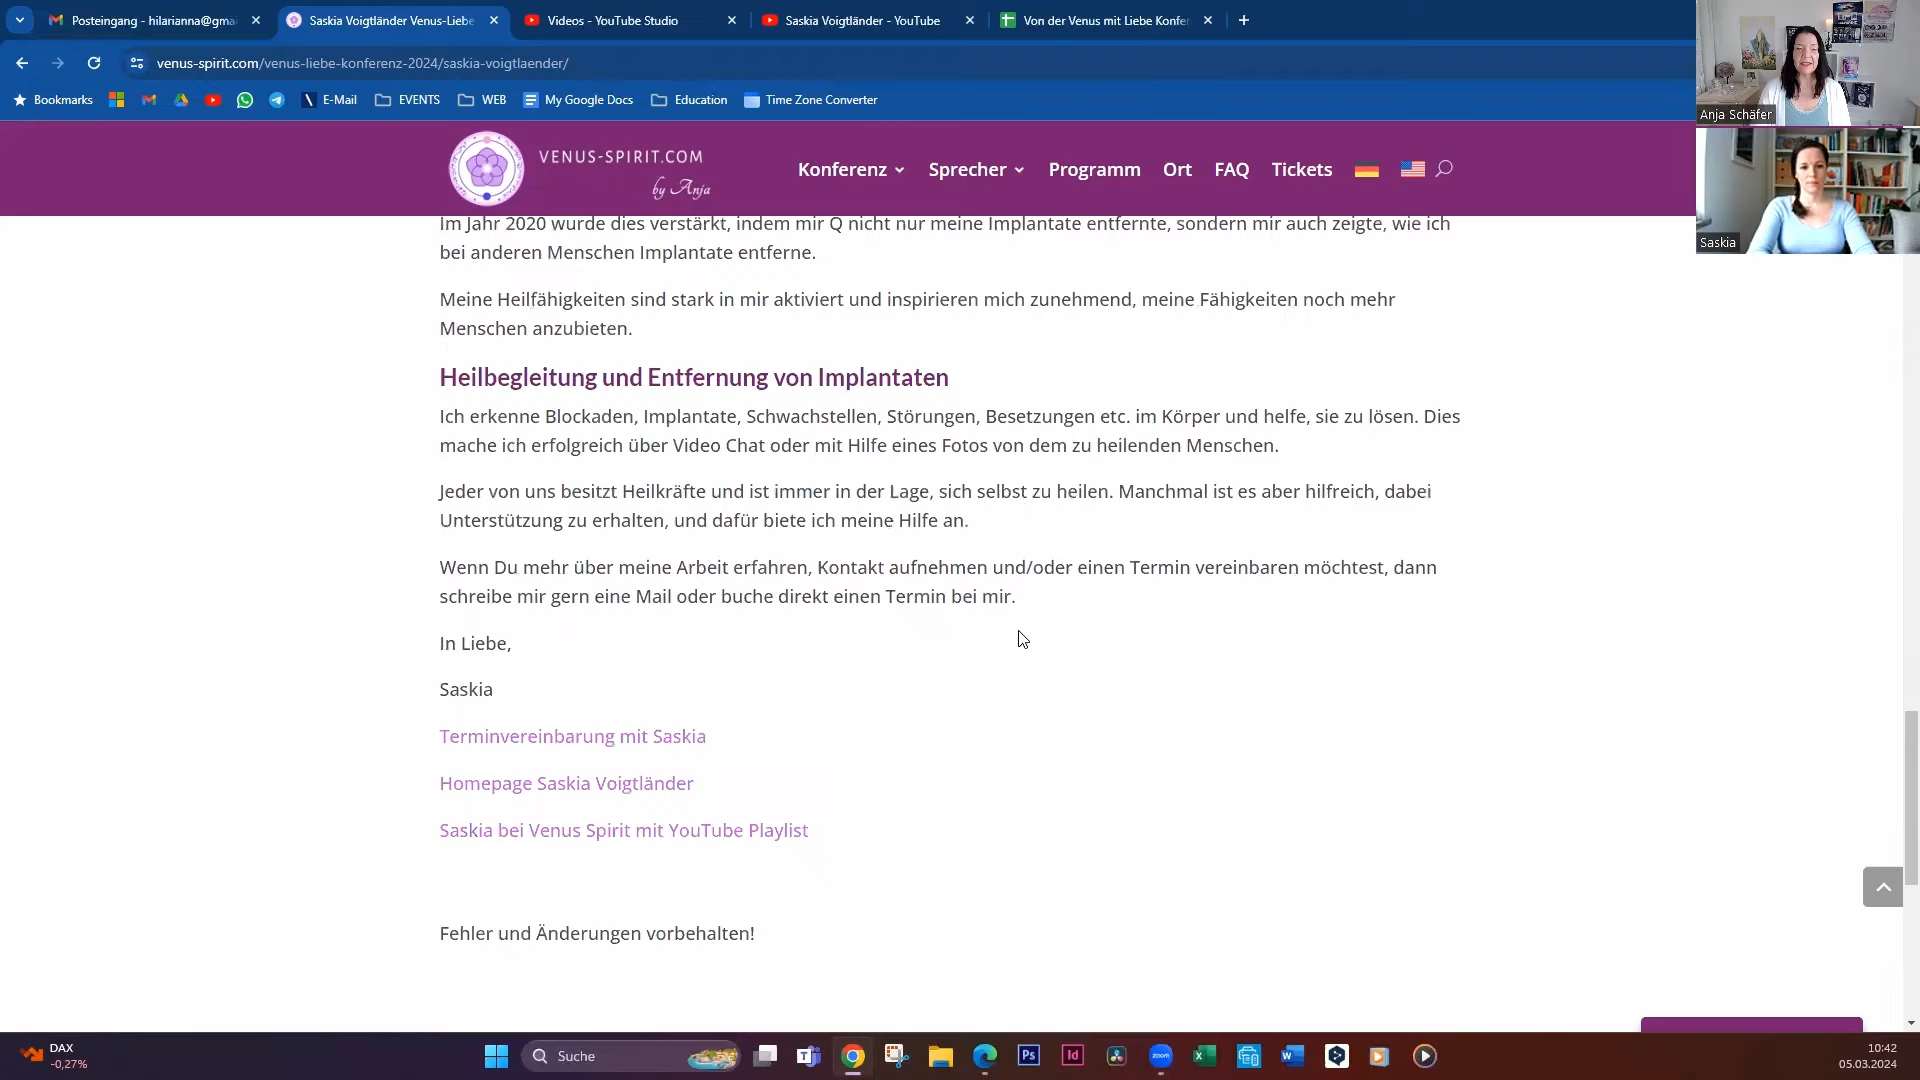 Posteingang - hilarianna@gma
Saskia Voigtländer Venus-Liebe
Videos - YouTube Studio
Saskia Voigtländer - YouTube
Von der Venus mit Liebe Konfer
venus-spirit.com/venus-liebe-konferenz-2024/saskia-voigtlaender/
Bookmarks
E-Mail
EVENTS
WEB
My Google Docs
Education
Time Zone Converter
Anja Schäfer
Saskia
VENUS-SPIRIT.COM
by Anja
Konferenz
Sprecher
Programm
Ort
FAQ
Tickets
Im Jahr 2020 wurde dies verstärkt, indem mir Q nicht nur meine Implantate entfernte, sondern mir auch zeigte, wie ich
bei anderen Menschen Implantate entferne.
Meine Heilfähigkeiten sind stark in mir aktiviert und inspirieren mich zunehmend, meine Fähigkeiten noch mehr
Menschen anzubieten.
Heilbegleitung und Entfernung von Implantaten
Ich erkenne Blockaden, Implantate, Schwachstellen, Störungen, Besetzungen etc. im Körper und helfe, sie zu lösen. Dies
mache ich erfolgreich über Video Chat oder mit Hilfe eines Fotos von dem zu heilenden Menschen.
Jeder von uns besitzt Heilkräfte und ist immer in der Lage, sich selbst zu heilen. Manchmal ist es aber hilfreich, dabei
Unterstützung zu erhalten, und dafür biete ich meine Hilfe an.
Wenn Du mehr über meine Arbeit erfahren, Kontakt aufnehmen und/oder einen Termin vereinbaren möchtest, dann
schreibe mir gern eine Mail oder buche direkt einen Termin bei mir.
In Liebe,
Saskia
Terminvereinbarung mit Saskia
Homepage Saskia Voigtländer
Saskia bei Venus Spirit mit YouTube Playlist
Fehler und Änderungen vorbehalten!
DAX
-0,27%
Suche
Ps
Id
zoom
10:42
05.03.2024